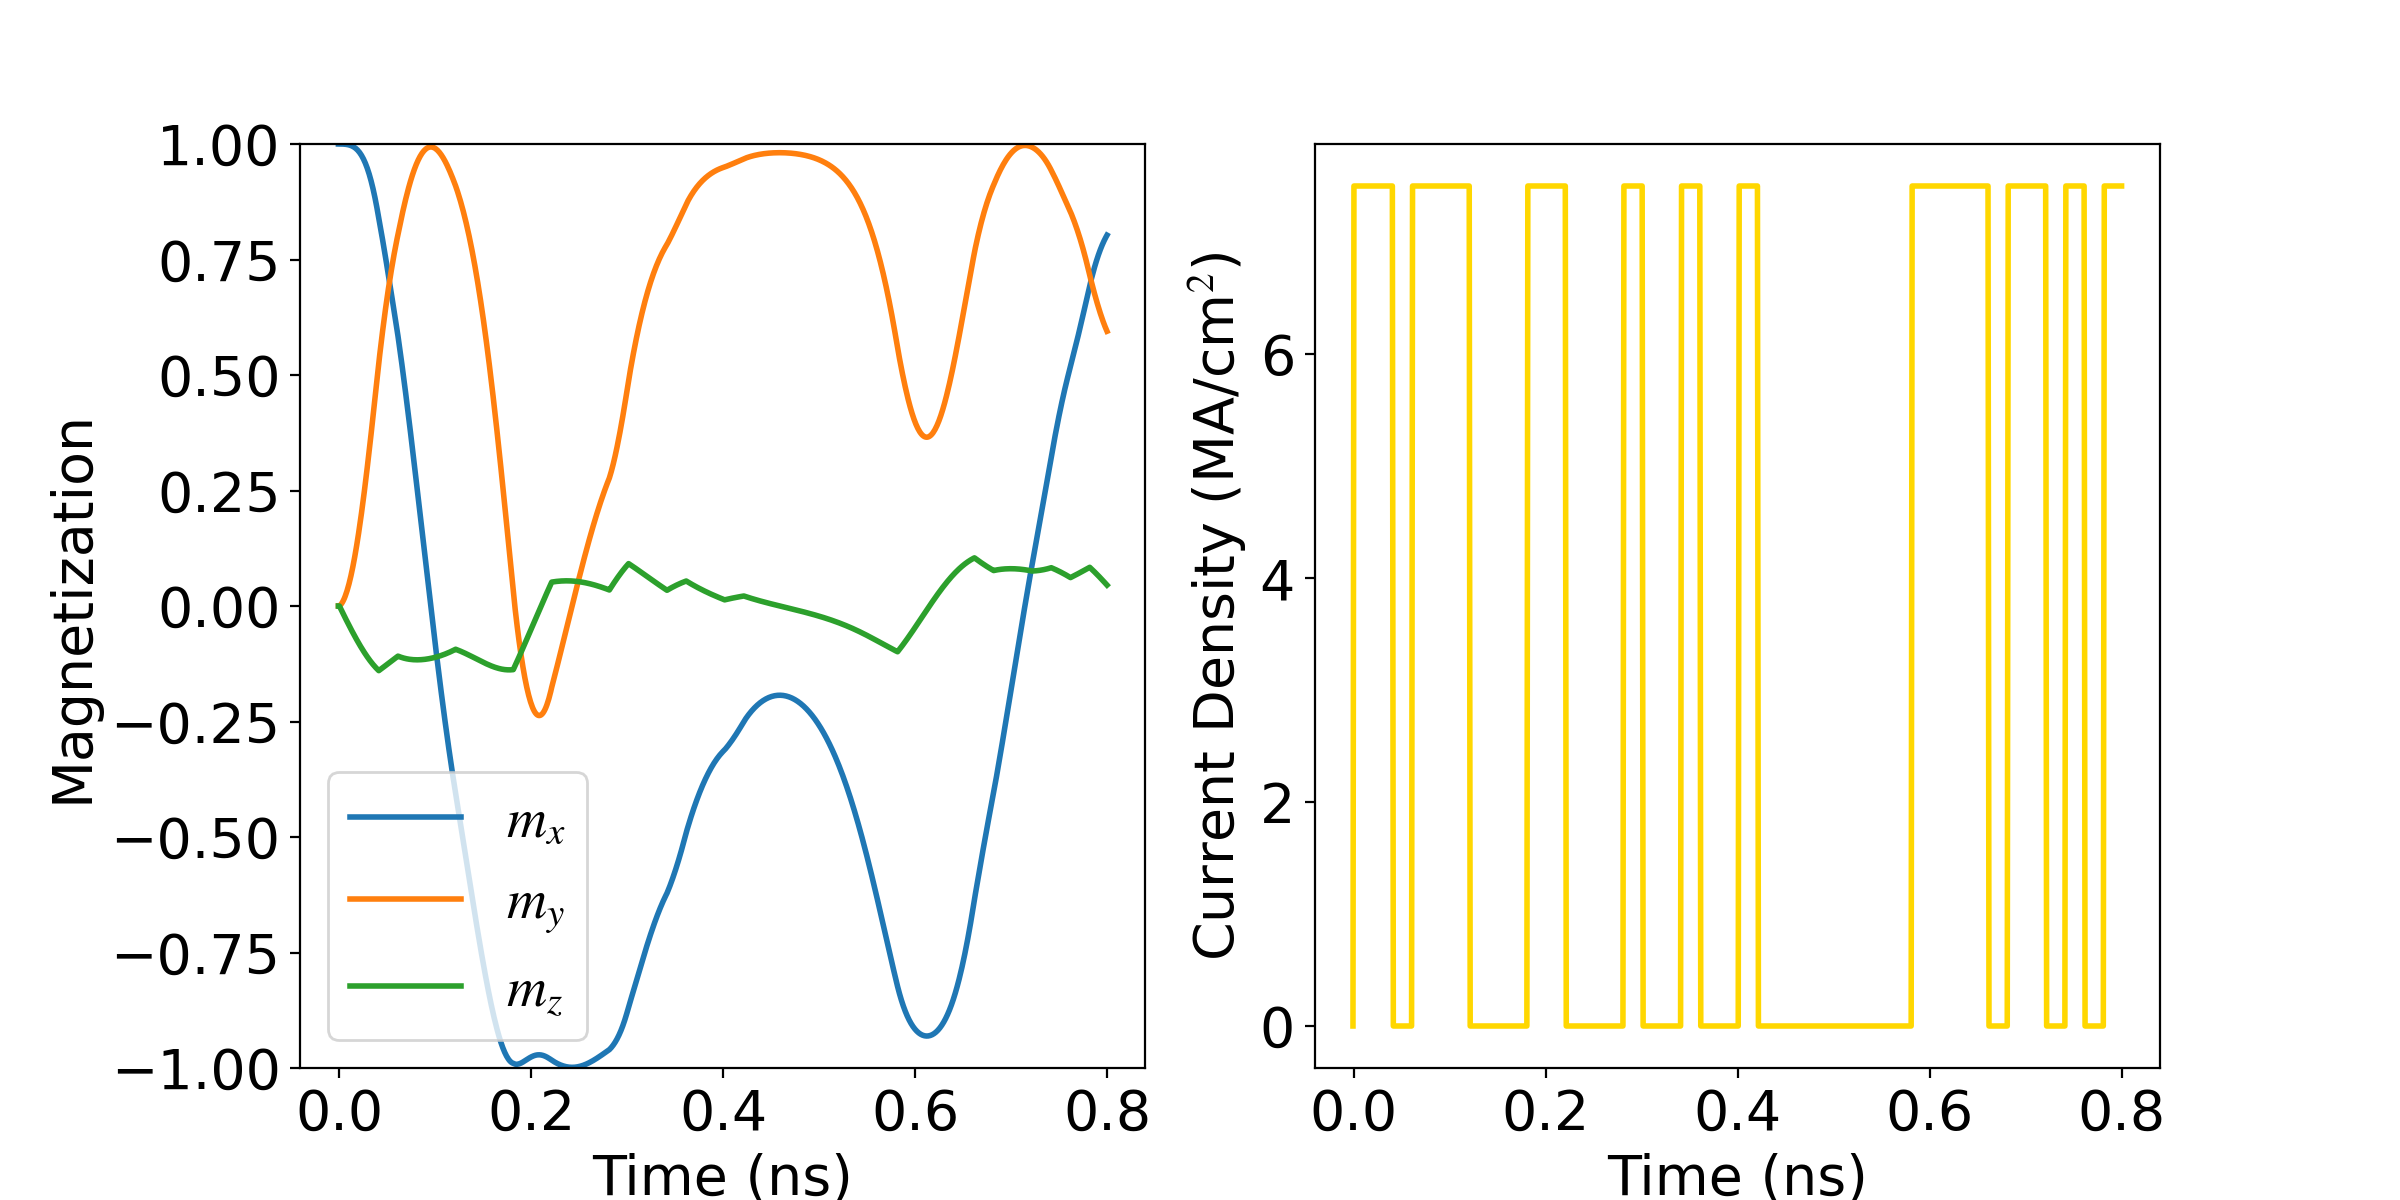 Magnetization
1.00
0.75
0.50
0.25
0.00
−0.25
−0.50
−0.75
−1.00
m_x
m_y
m_z
0.0 0.2 0.4 0.6 0.8
Time (ns)
Current Density (MA/cm²)
6
4
2
0
0.0 0.2 0.4 0.6 0.8
Time (ns)